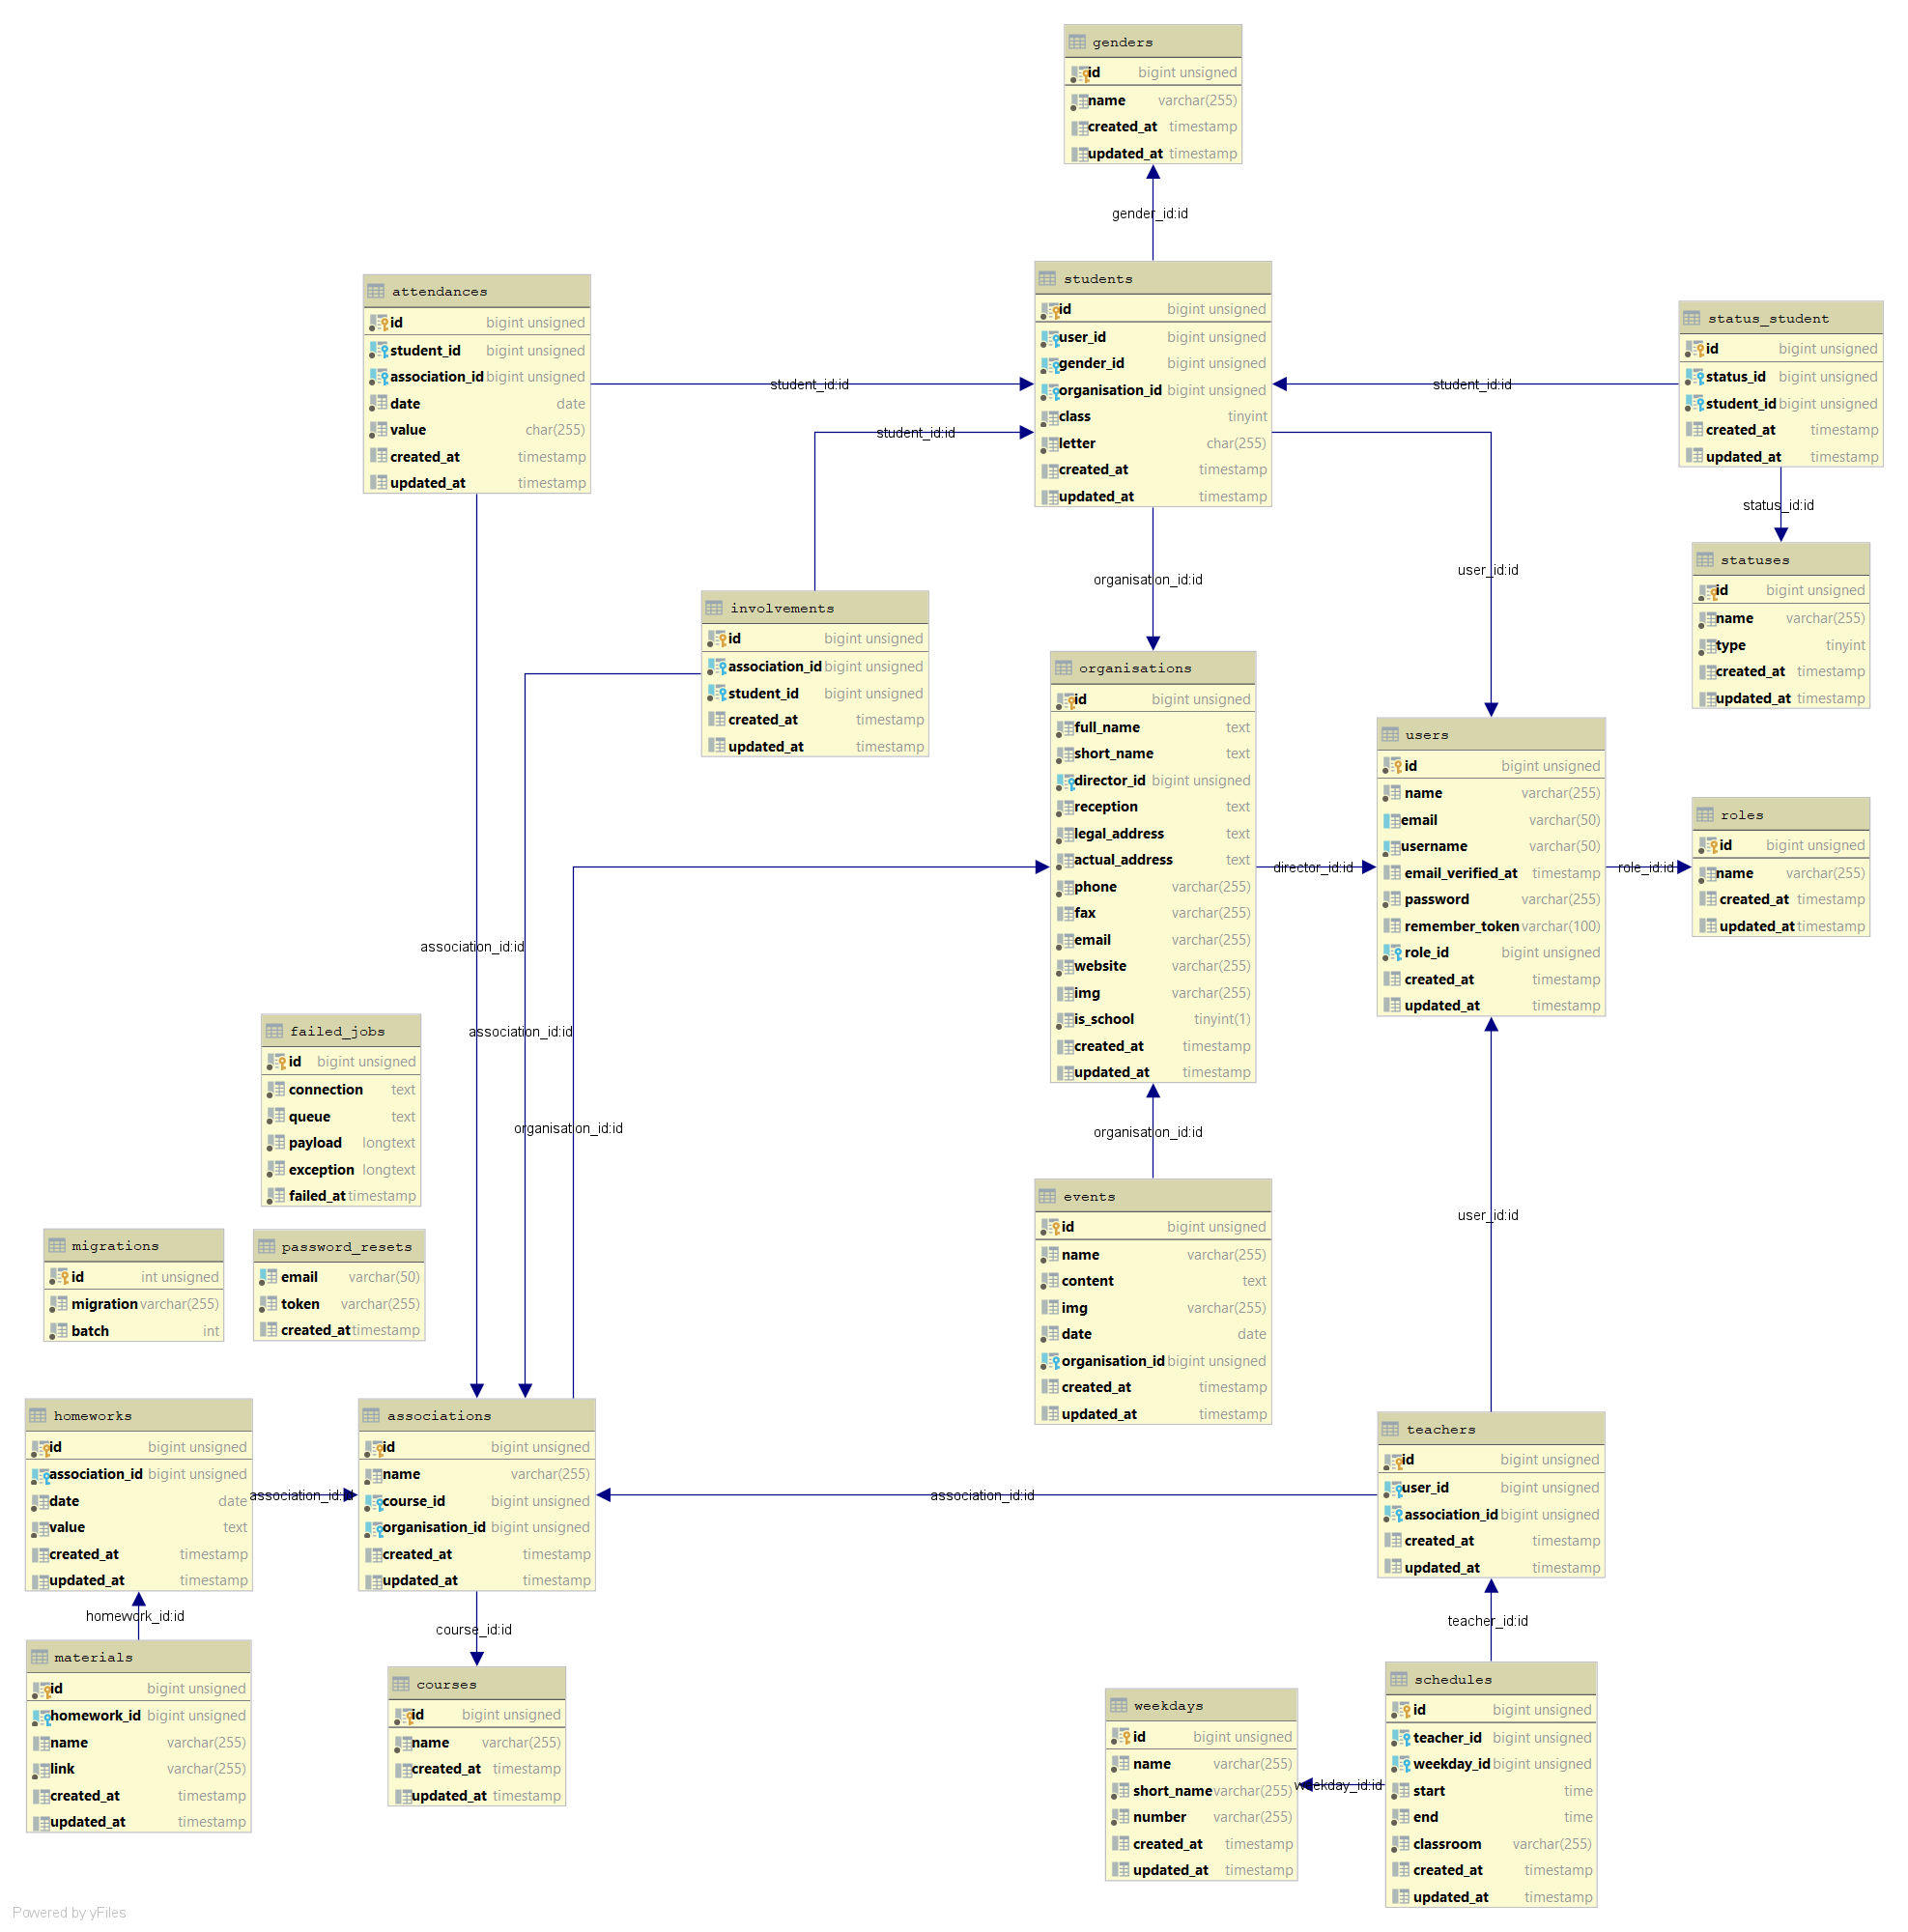 genders
id bigint unsigned
name varchar(255)
created_at timestamp
updated_at timestamp
gender_id:id
students
id bigint unsigned
user_id bigint unsigned
gender_id bigint unsigned
organisation_id bigint unsigned
class tinyint
letter char(255)
created_at timestamp
updated_at timestamp
attendances
id bigint unsigned
student_id bigint unsigned
association_id bigint unsigned
date date
value char(255)
created_at timestamp
updated_at timestamp
student_id:id
student_id:id
student_id:id
status_student
id bigint unsigned
status_id bigint unsigned
student_id bigint unsigned
created_at timestamp
updated_at timestamp
status_id:id
statuses
id bigint unsigned
name varchar(255)
type tinyint
created_at timestamp
updated_at timestamp
organisation_id:id
user_id:id
involvements
id bigint unsigned
association_id bigint unsigned
student_id bigint unsigned
created_at timestamp
updated_at timestamp
organisations
id bigint unsigned
full_name text
short_name text
director_id bigint unsigned
reception text
legal_address text
actual_address text
phone varchar(255)
fax varchar(255)
email varchar(255)
website varchar(255)
img varchar(255)
is_school tinyint(1)
created_at timestamp
updated_at timestamp
director_id:id
users
id bigint unsigned
name varchar(255)
email varchar(50)
username varchar(50)
email_verified_at timestamp
password varchar(255)
remember_token varchar(100)
role_id bigint unsigned
created_at timestamp
updated_at timestamp
role_id:id
roles
id bigint unsigned
name varchar(255)
created_at timestamp
updated_at timestamp
association_id:id
association_id:id
organisation_id:id
organisation_id:id
user_id:id
failed_jobs
id bigint unsigned
connection text
queue text
payload longtext
exception longtext
failed_at timestamp
migrations
id int unsigned
migration varchar(255)
batch int
password_resets
email varchar(50)
token varchar(255)
created_at timestamp
events
id bigint unsigned
name varchar(255)
content text
img varchar(255)
date date
organisation_id bigint unsigned
created_at timestamp
updated_at timestamp
homeworks
id bigint unsigned
association_id bigint unsigned
date date
value text
created_at timestamp
updated_at timestamp
association_id:id
associations
id bigint unsigned
name varchar(255)
course_id bigint unsigned
organisation_id bigint unsigned
created_at timestamp
updated_at timestamp
association_id:id
teachers
id bigint unsigned
user_id bigint unsigned
association_id bigint unsigned
created_at timestamp
updated_at timestamp
homework_id:id
course_id:id
teacher_id:id
materials
id bigint unsigned
homework_id bigint unsigned
name varchar(255)
link varchar(255)
created_at timestamp
updated_at timestamp
courses
id bigint unsigned
name varchar(255)
created_at timestamp
updated_at timestamp
weekdays
id bigint unsigned
name varchar(255)
short_name varchar(255)
number varchar(255)
created_at timestamp
updated_at timestamp
weekday_id:id
schedules
id bigint unsigned
teacher_id bigint unsigned
weekday_id bigint unsigned
start time
end time
classroom varchar(255)
created_at timestamp
updated_at timestamp
Powered by yFiles